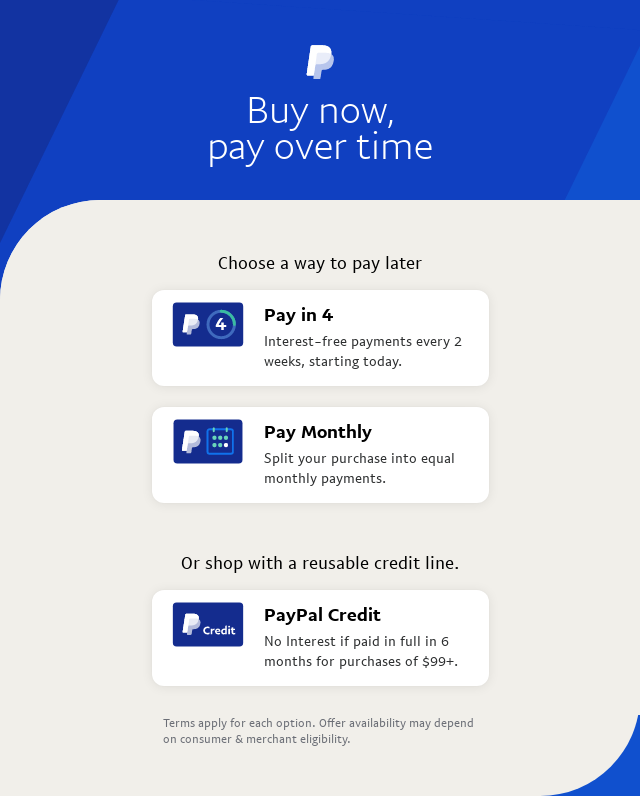 Buy now,
pay over time
Choose a way to pay later
4
Pay in 4
Interest-free payments every 2
weeks, starting today.
Pay Monthly
Split your purchase into equal
monthly payments.
Or shop with a reusable credit line.
Credit
PayPal Credit
No Interest if paid in full in 6
months for purchases of $99+.
Terms apply for each option. Offer availability may depend
on consumer & merchant eligibility.